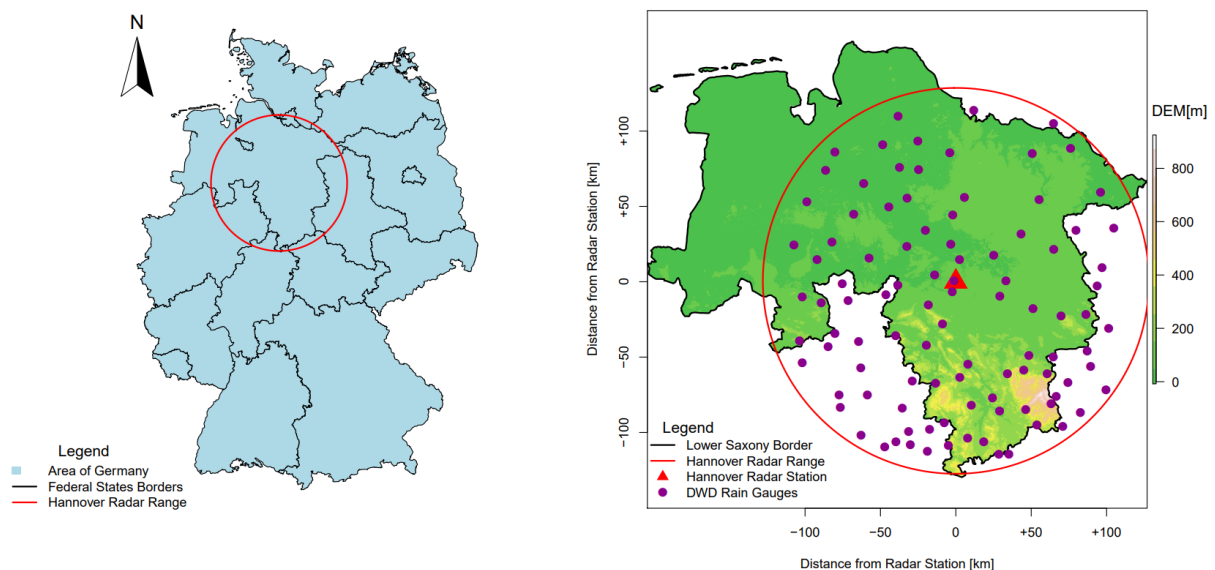 N
Legend
Area of Germany
Federal States Borders
Hannover Radar Range
Distance from Radar Station [km]
+100
+50
0
−50
−100
Legend
Lower Saxony Border
Hannover Radar Range
Hannover Radar Station
DWD Rain Gauges
−100
−50
0
+50
+100
Distance from Radar Station [km]
DEM[m]
800
600
400
200
0